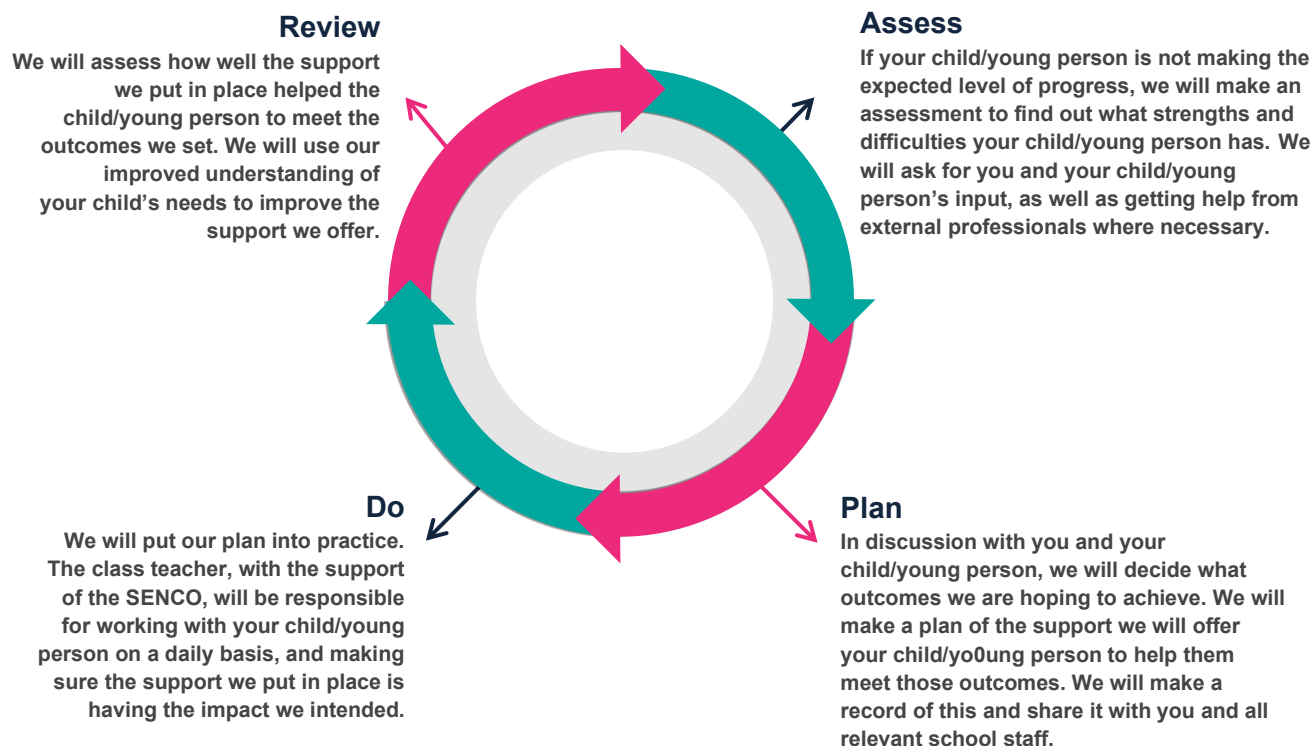 Review
We will assess how well the support
we put in place helped the
child/young person to meet the
outcomes we set. We will use our
improved understanding of
your child's needs to improve the
support we offer.
Assess
If your child/young person is not making the
expected level of progress, we will make an
assessment to find out what strengths and
difficulties your child/young person has. We
will ask for you and your child/young
person’s input, as well as getting help from
external professionals where necessary.
Do
We will put our plan into practice.
The class teacher, with the support
of the SENCO, will be responsible
for working with your child/young
person on a daily basis, and making
sure the support we put in place is
having the impact we intended.
Plan
In discussion with you and your
child/young person, we will decide what
outcomes we are hoping to achieve. We will
make a plan of the support we will offer
your child/yo0ung person to help them
meet those outcomes. We will make a
record of this and share it with you and all
relevant school staff.